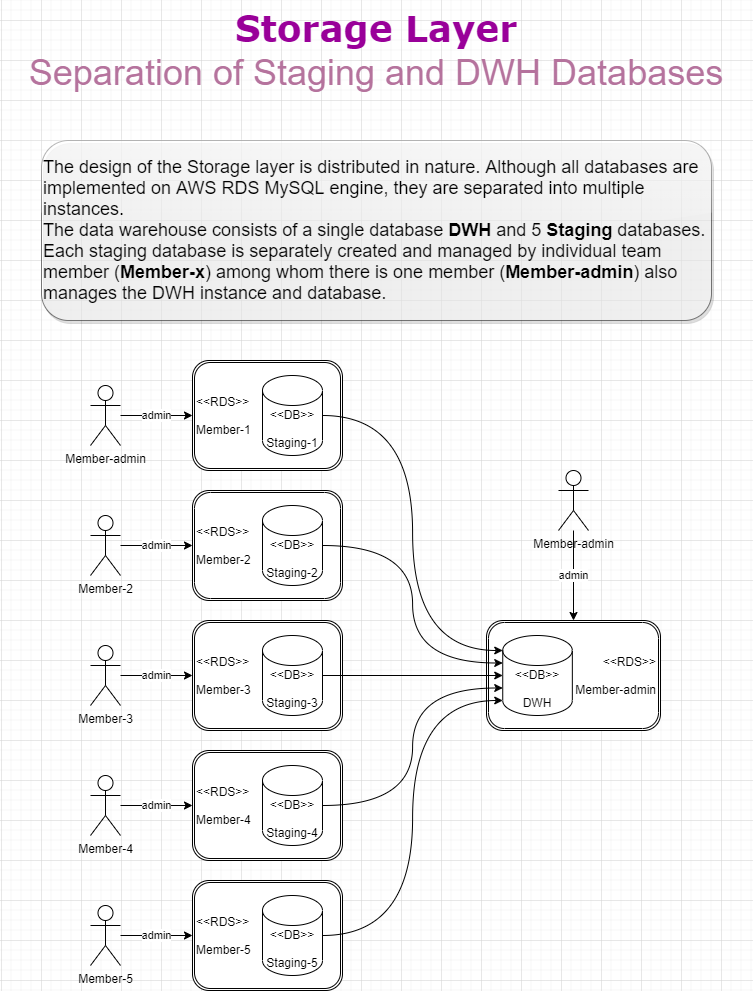 Storage Layer
Separation of Staging and DWH Databases
The design of the Storage layer is distributed in nature. Although all databases are
implemented on AWS RDS MySQL engine, they are separated into multiple
instances.
The data warehouse consists of a single database DWH and 5 Staging databases.
Each staging database is separately created and managed by individual team
member (Member-x) among whom there is one member (Member-admin) also
manages the DWH instance and database.
Member-admin
admin
<<RDS>>
Member-1
<<DB>>
Staging-1
Member-2
admin
<<RDS>>
Member-2
<<DB>>
Staging-2
Member-3
admin
<<RDS>>
Member-3
<<DB>>
Staging-3
Member-4
admin
<<RDS>>
Member-4
<<DB>>
Staging-4
Member-5
admin
<<RDS>>
Member-5
<<DB>>
Staging-5
Member-admin
admin
<<DB>>
DWH
<<RDS>>
Member-admin